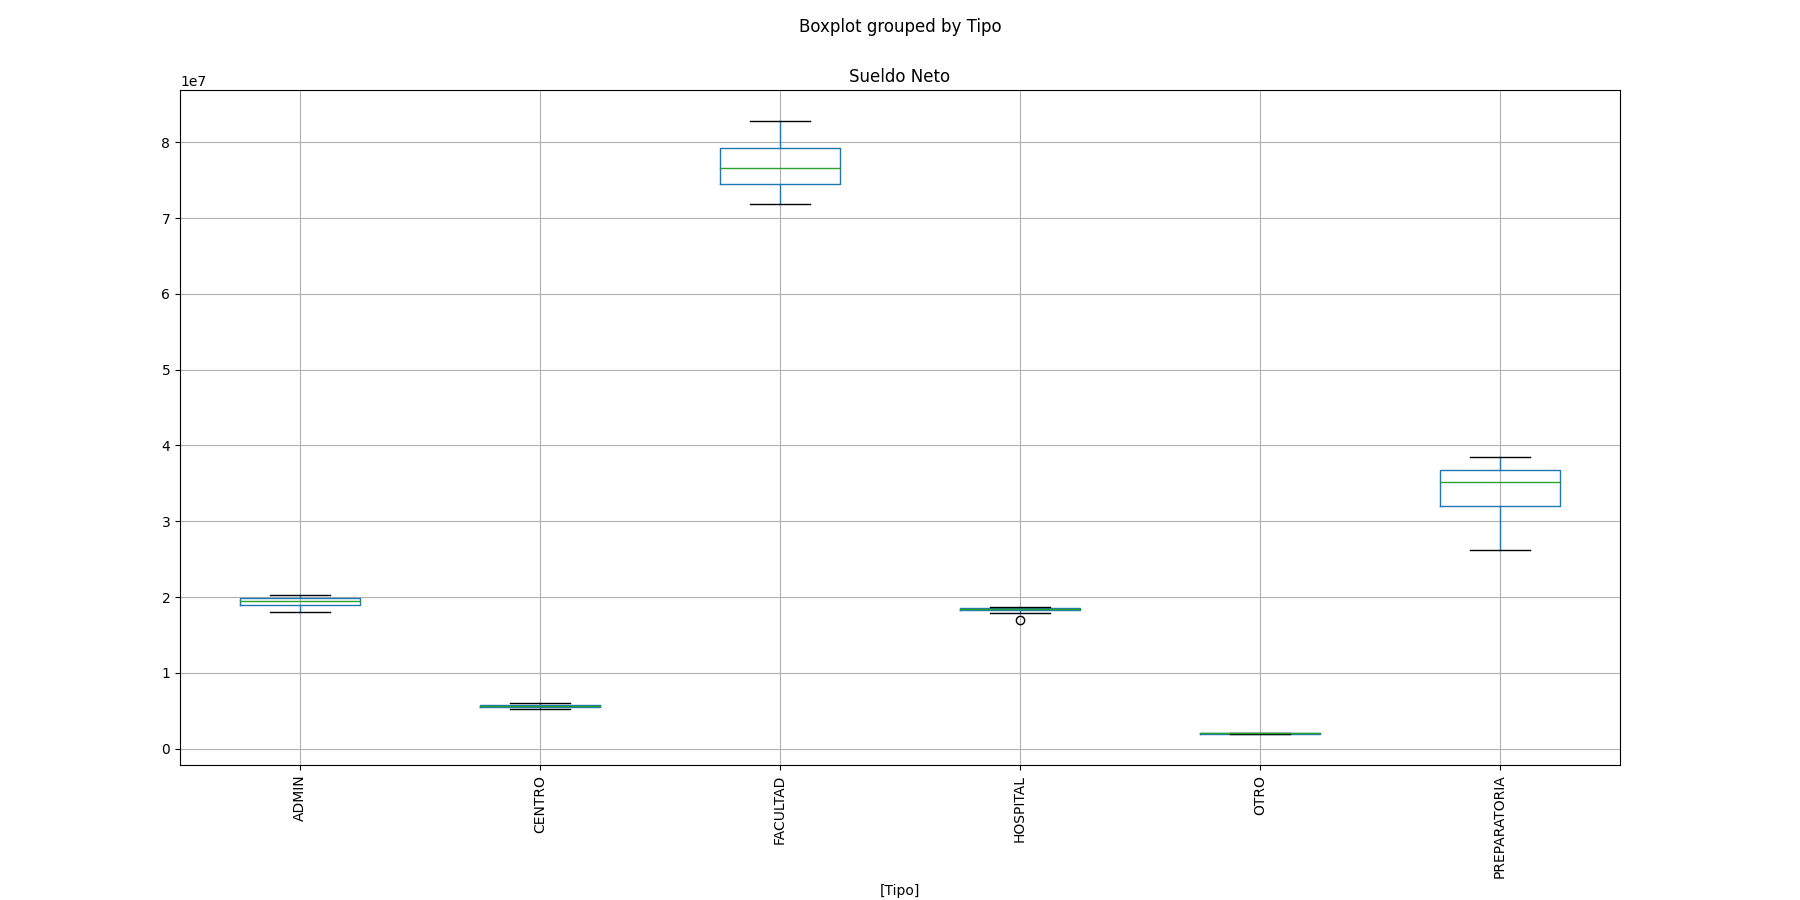 Boxplot grouped by Tipo
Sueldo Neto
1e7
8
7
6
5
4
3
2
1
0
ADMIN
CENTRO
FACULTAD
HOSPITAL
OTRO
PREPARATORIA
[Tipo]